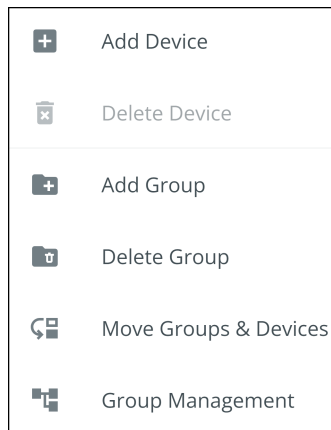 Add Device
Delete Device
Add Group
Delete Group
Move Groups & Devices
Group Management